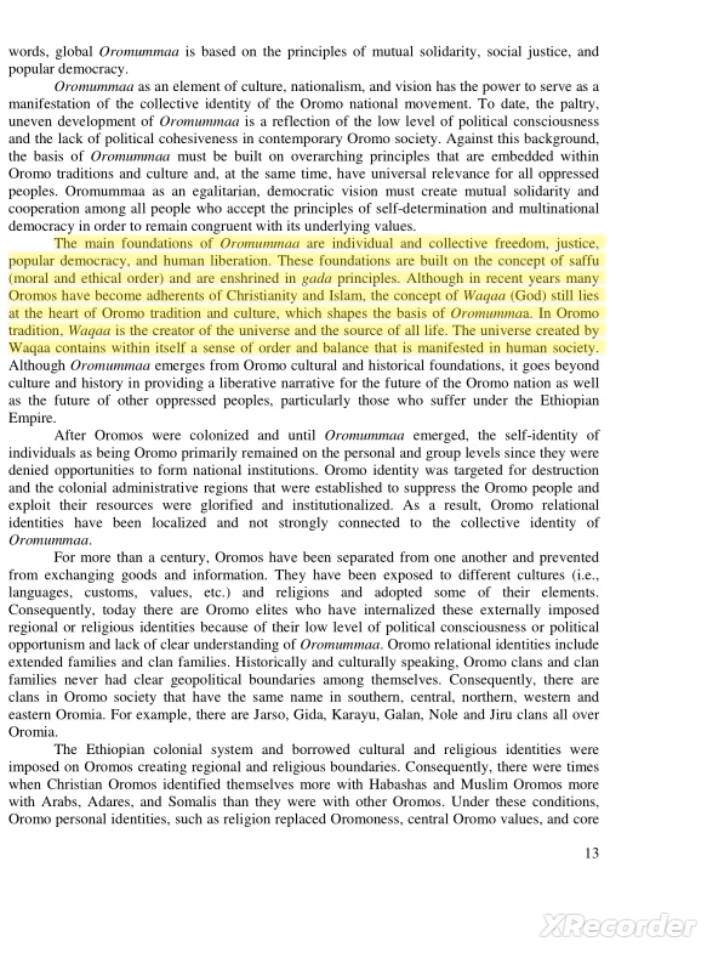 words, global Oromummaa is based on the principles of mutual solidarity, social justice, and
popular democracy.
Oromummaa as an element of culture, nationalism, and vision has the power to serve as a
manifestation of the collective identity of the Oromo national movement. To date, the paltry,
uneven development of Oromummaa is a reflection of the low level of political consciousness
and the lack of political cohesiveness in contemporary Oromo society. Against this background,
the basis of Oromummaa must be built on overarching principles that are embedded within
Oromo traditions and culture and, at the same time, have universal relevance for all oppressed
peoples. Oromummaa as an egalitarian, democratic vision must create mutual solidarity and
cooperation among all people who accept the principles of self-determination and multinational
democracy in order to remain congruent with its underlying values.
The main foundations of Oromummaa are individual and collective freedom, justice,
popular democracy, and human liberation. These foundations are built on the concept of saffu
(moral and ethical order) and are enshrined in gada principles. Although in recent years many
Oromos have become adherents of Christianity and Islam, the concept of Waqaa (God) still lies
at the heart of Oromo tradition and culture, which shapes the basis of Oromummaa. In Oromo
tradition, Waqaa is the creator of the universe and the source of all life. The universe created by
Waqaa contains within itself a sense of order and balance that is manifested in human society.
Although Oromummaa emerges from Oromo cultural and historical foundations, it goes beyond
culture and history in providing a liberative narrative for the future of the Oromo nation as well
as the future of other oppressed peoples, particularly those who suffer under the Ethiopian
Empire.
After Oromos were colonized and until Oromummaa emerged, the self-identity of
individuals as being Oromo primarily remained on the personal and group levels since they were
denied opportunities to form national institutions. Oromo identity was targeted for destruction
and the colonial administrative regions that were established to suppress the Oromo people and
exploit their resources were glorified and institutionalized. As a result, Oromo relational
identities have been localized and not strongly connected to the collective identity of
Oromummaa.
For more than a century, Oromos have been separated from one another and prevented
from exchanging goods and information. They have been exposed to different cultures (i.e.,
languages, customs, values, etc.) and religions and adopted some of their elements.
Consequently, today there are Oromo elites who have internalized these externally imposed
regional or religious identities because of their low level of political consciousness or political
opportunism and lack of clear understanding of Oromummaa. Oromo relational identities include
extended families and clan families. Historically and culturally speaking, Oromo clans and clan
families never had clear geopolitical boundaries among themselves. Consequently, there are
clans in Oromo society that have the same name in southern, central, northern, western and
eastern Oromia. For example, there are Jarso, Gida, Karayu, Galan, Nole and Jiru clans all over
Oromia.
The Ethiopian colonial system and borrowed cultural and religious identities were
imposed on Oromos creating regional and religious boundaries. Consequently, there were times
when Christian Oromos identified themselves more with Habashas and Muslim Oromos more
with Arabs, Adares, and Somalis than they were with other Oromos. Under these conditions,
Oromo personal identities, such as religion replaced Oromoness, central Oromo values, and core
13
XRecorder